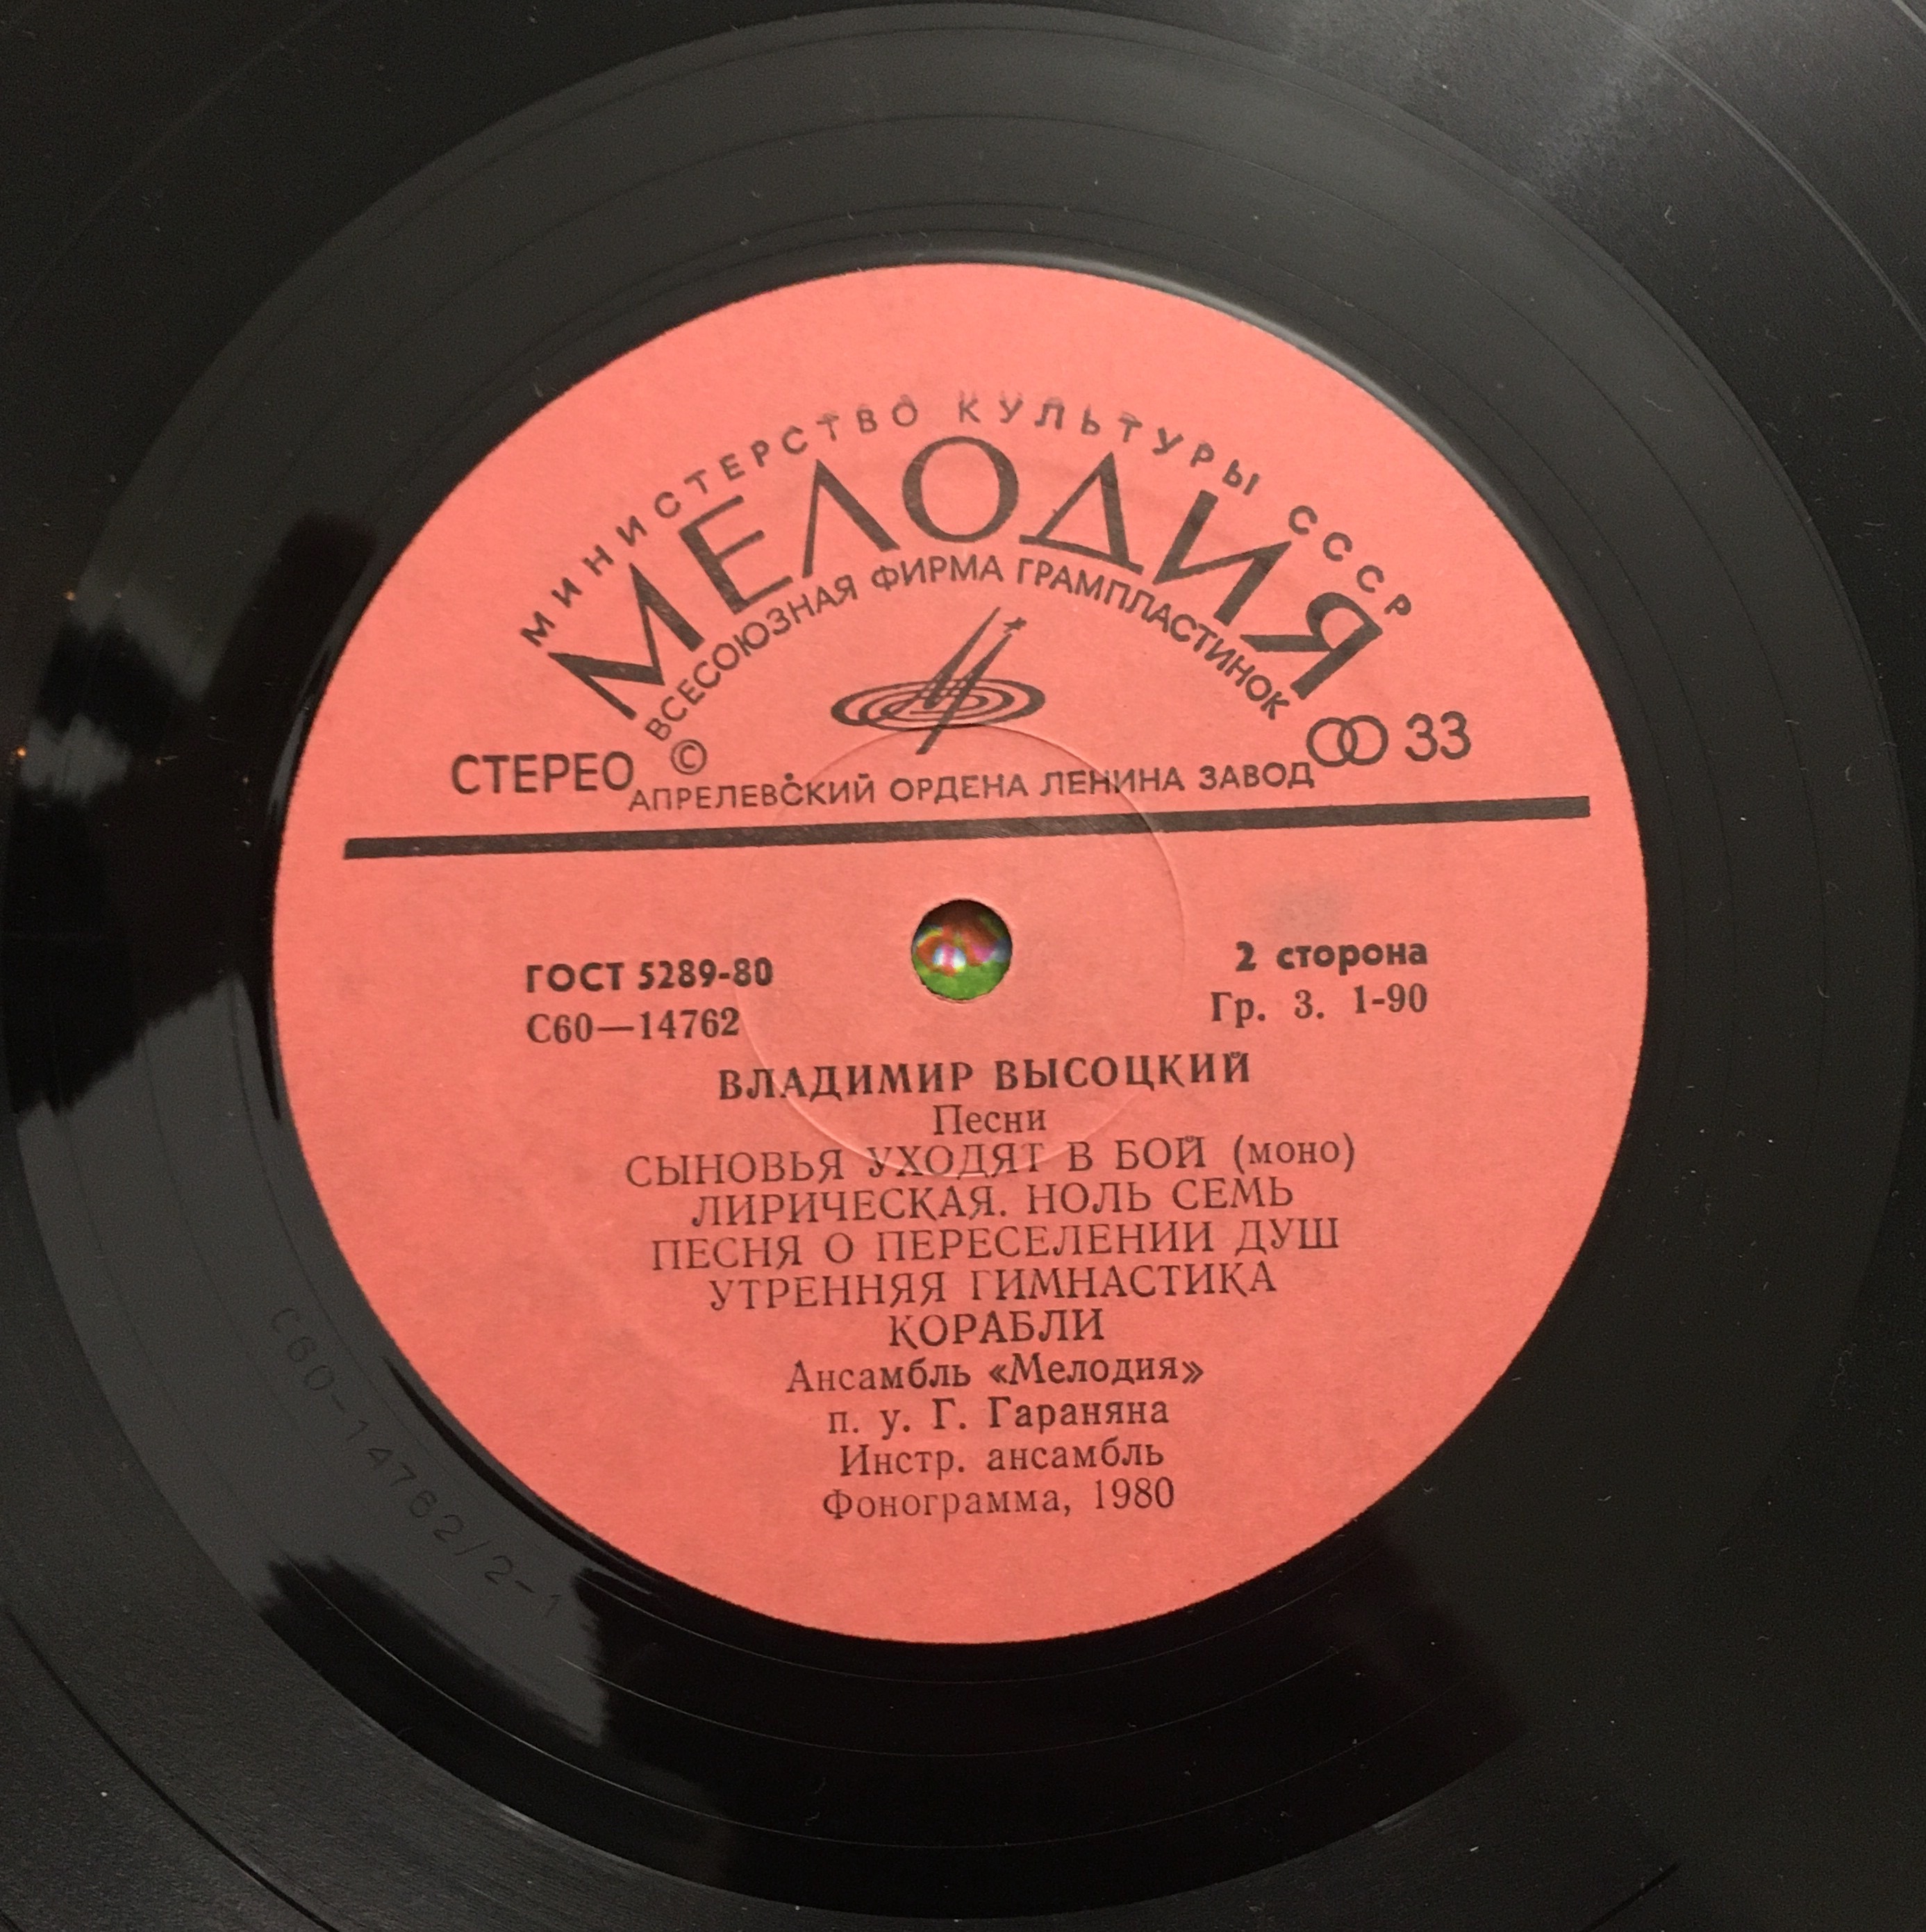 МИНИСТЕРСТВО КУЛЬТУРЫ СССР
МЕЛОДИЯ
ВСЕСОЮЗНАЯ ФИРМА ГРАМПЛАСТИНОК
СТЕРЕО © 33
АПРЕЛЕВСКИЙ ОРДЕНА ЛЕНИНА ЗАВОД
ГОСТ 5289-80
2 сторона
С60—14762
Гр. 3. 1-90
ВЛАДИМИР ВЫСОЦКИЙ
Песни
СЫНОВЬЯ УХОДЯТ В БОЙ (моно)
ЛИРИЧЕСКАЯ. НОЛЬ СЕМЬ
ПЕСНЯ О ПЕРЕСЕЛЕНИИ ДУШ
УТРЕННЯЯ ГИМНАСТИКА
КОРАБЛИ
Ансамбль «Мелодия»
п. у. Г. Гараняна
Инстр. ансамбль
Фонограмма, 1980
С60-14762/2-1